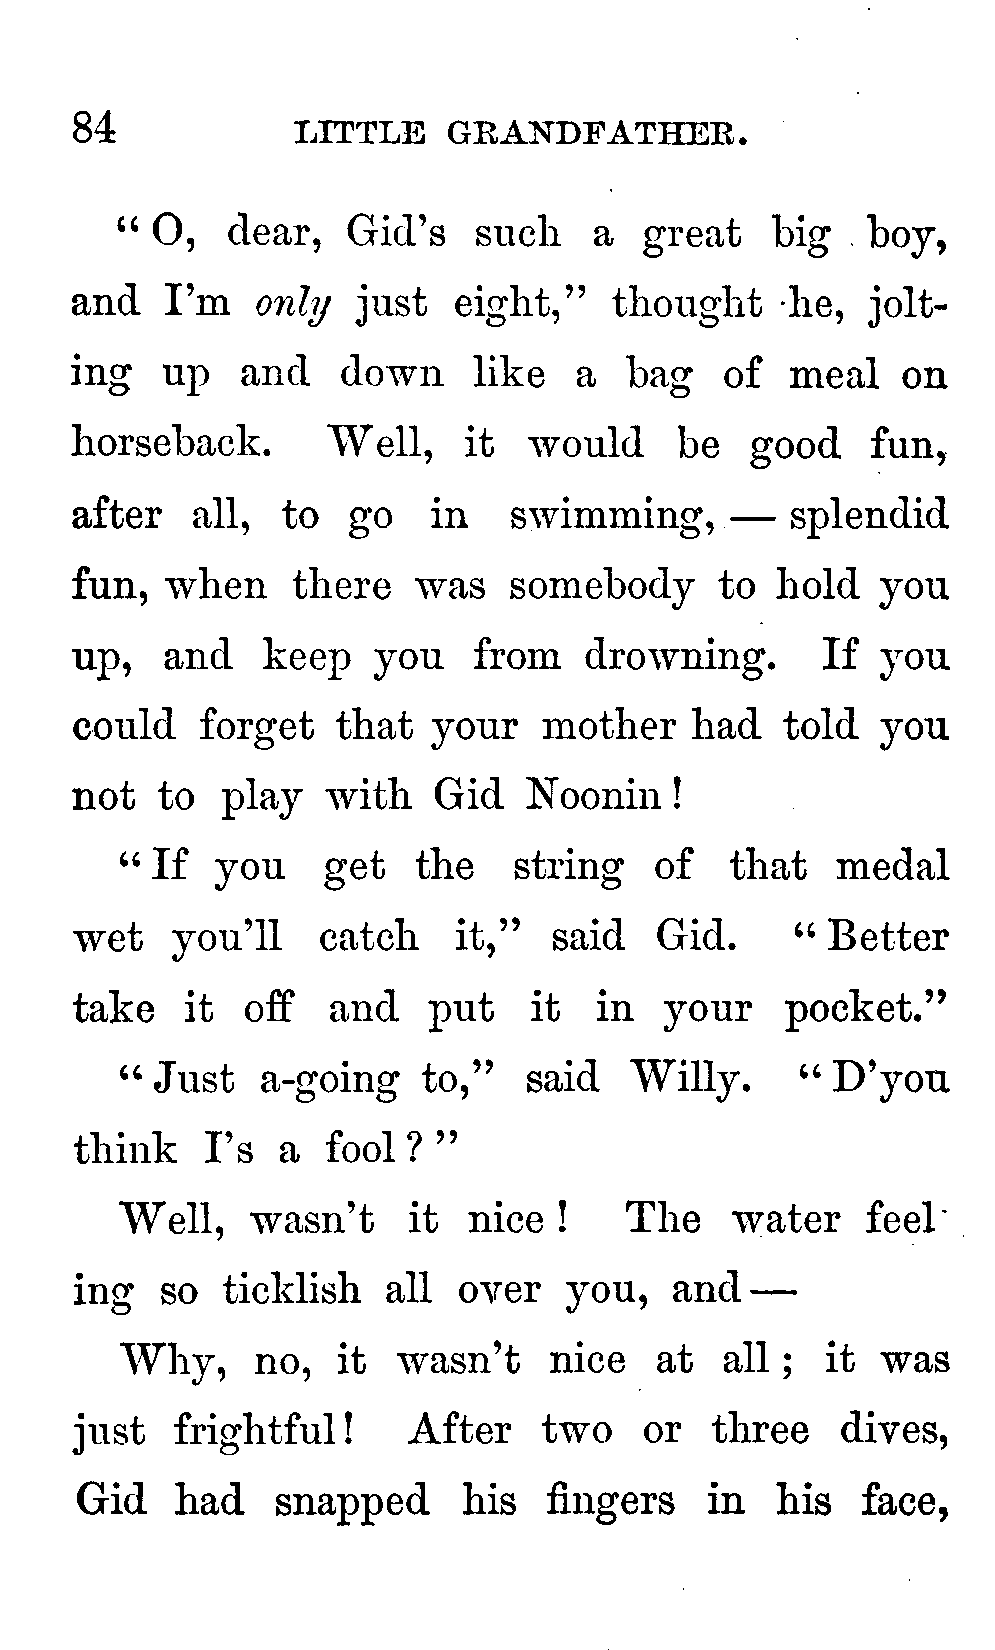 84 LITTLE GRANDFATHER.
“O, dear, Gid’s such a great big boy,
and I’m only just eight,” thought he, jolt-
ing up and down like a bag of meal on
horseback. Well, it would be good fun,
after all, to go in swimming, — splendid
fun, when there was somebody to hold you
up, and keep you from drowning. If you
could forget that your mother had told you
not to play with Gid Noonin!
“If you get the string of that medal
wet you’ll catch it,” said Gid. “Better
take it off and put it in your pocket.”
“Just a-going to,” said Willy. “D’you
think I’s a fool?”
Well, wasn’t it nice! The water feel-
ing so ticklish all over you, and—
Why, no, it wasn’t nice at all; it was
just frightful! After two or three dives,
Gid had snapped his fingers in his face,